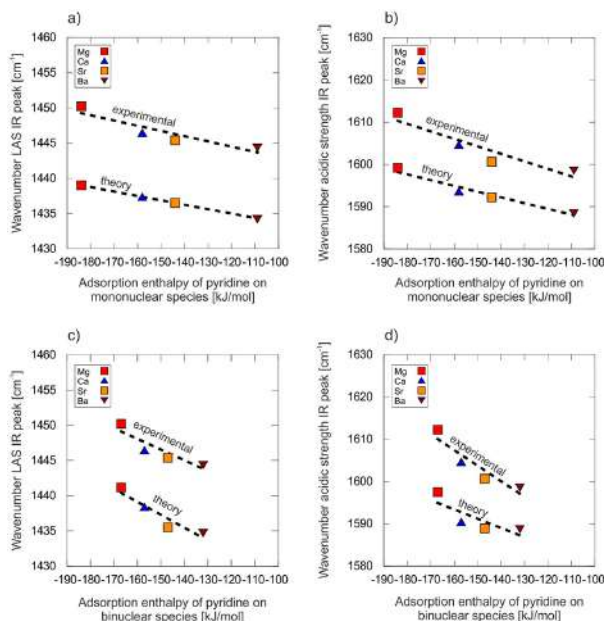 a)
Wavenumber LAS IR peak [cm⁻¹]
1460
1455
1450
1445
1440
1435
1430
Mg
Ca
Sr
Ba
experimental
theory
-190 -180 -170 -160 -150 -140 -130 -120 -110 -100
Adsorption enthalpy of pyridine on
mononuclear species [kJ/mol]
b)
Wavenumber acidic strength IR peak [cm⁻¹]
1630
1620
1610
1600
1590
1580
Mg
Ca
Sr
Ba
experimental
theory
-190 -180 -170 -160 -150 -140 -130 -120 -110 -100
Adsorption enthalpy of pyridine on
mononuclear species [kJ/mol]
c)
Wavenumber LAS IR peak [cm⁻¹]
1460
1455
1450
1445
1440
1435
1430
Mg
Ca
Sr
Ba
experimental
theory
-190 -180 -170 -160 -150 -140 -130 -120 -110 -100
Adsorption enthalpy of pyridine on
binuclear species [kJ/mol]
d)
Wavenumber acidic strength IR peak [cm⁻¹]
1630
1620
1610
1600
1590
1580
Mg
Ca
Sr
Ba
experimental
theory
-190 -180 -170 -160 -150 -140 -130 -120 -110 -100
Adsorption enthalpy of pyridine on
binuclear species [kJ/mol]